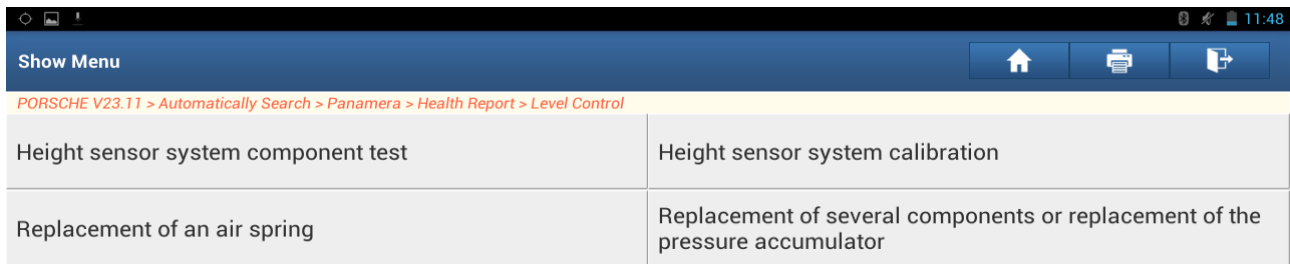 11:48
Show Menu
PORSCHE V23.11 > Automatically Search > Panamera > Health Report > Level Control
Height sensor system component test
Height sensor system calibration
Replacement of an air spring
Replacement of several components or replacement of the
pressure accumulator